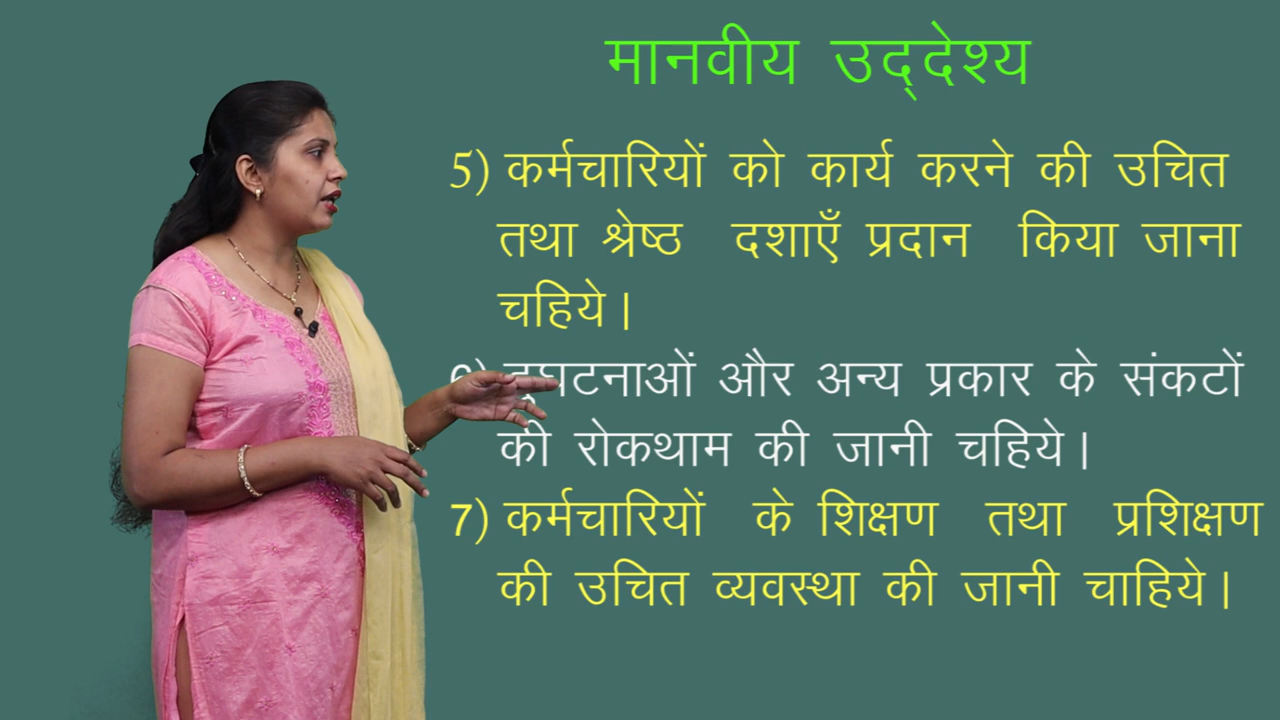 मानवीय उद्‌देश्य
5) कर्मचारियों को कार्य करने की उचित
तथा श्रेष्ठ दशाएँ प्रदान किया जाना
चहिये।
और अन्य प्रकार के संकटों
की रोकथाम की जानी चहिये।
7) कर्मचारियों के शिक्षण तथा प्रशिक्षण
की उचित व्यवस्था की जानी चाहिये।